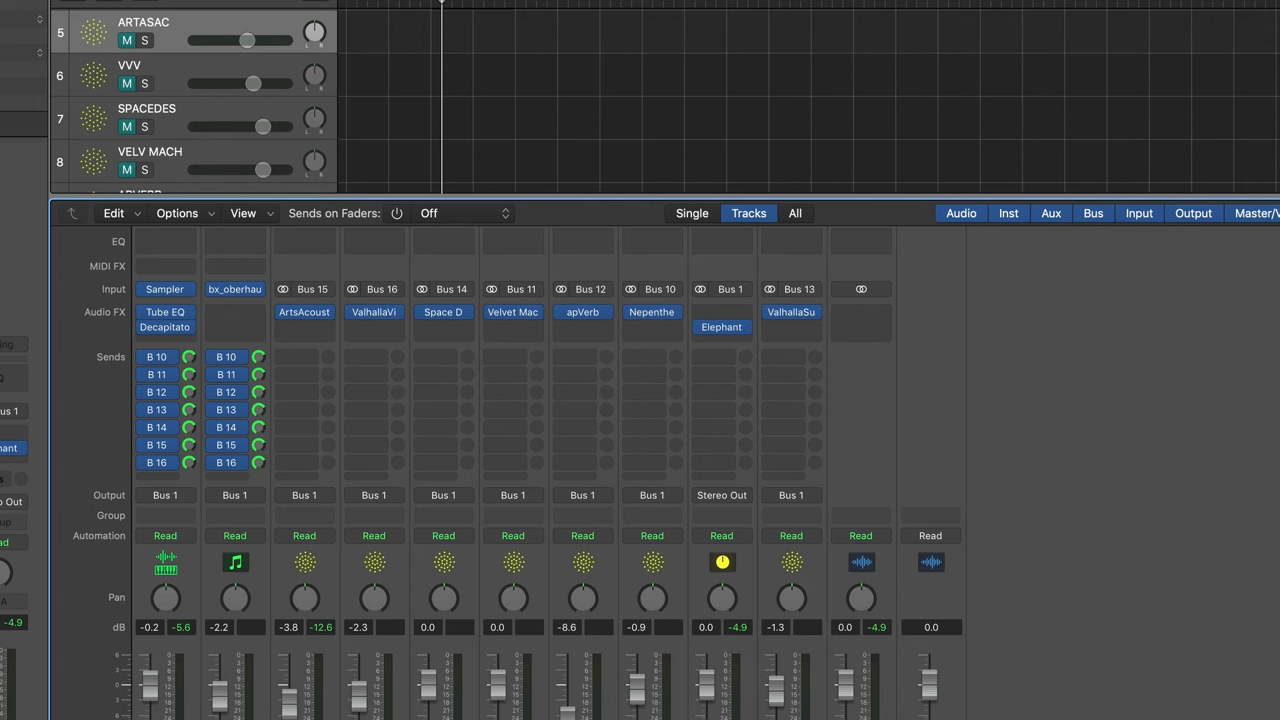 5 ARTASAC
M S
L R
6 VVV
M S
L R
7 SPACEDES
M S
L R
8 VELV MACH
M S
L R
Edit Options View Sends on Faders: Off Single Tracks All Audio Inst Aux Bus Input Output Master/V
EQ
MIDI FX
Input Sampler bx_oberhau Bus 15 Bus 16 Bus 14 Bus 11 Bus 12 Bus 10 Bus 1 Bus 13
Audio FX Tube EQ ArtsAcoust ValhallaVi Space D Velvet Mac apVerb Nepenthe ValhallaSu
Decapitato Elephant
Sends B 10 B 10
B 11 B 11
B 12 B 12
B 13 B 13
B 14 B 14
B 15 B 15
B 16 B 16
Output Bus 1 Bus 1 Bus 1 Bus 1 Bus 1 Bus 1 Bus 1 Bus 1 Stereo Out Bus 1
Group
Automation Read Read Read Read Read Read Read Read Read Read Read Read
Pan
dB -0.2 -5.6 -2.2 -3.8 -12.6 -2.3 0.0 0.0 -8.6 -0.9 0.0 -4.9 -1.3 0.0 -4.9 0.0
-4.9